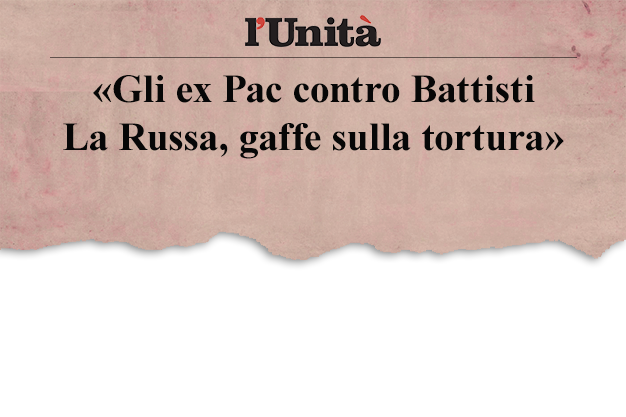 l'Unità
«Gli ex Pac contro Battisti
La Russa, gaffe sulla tortura»